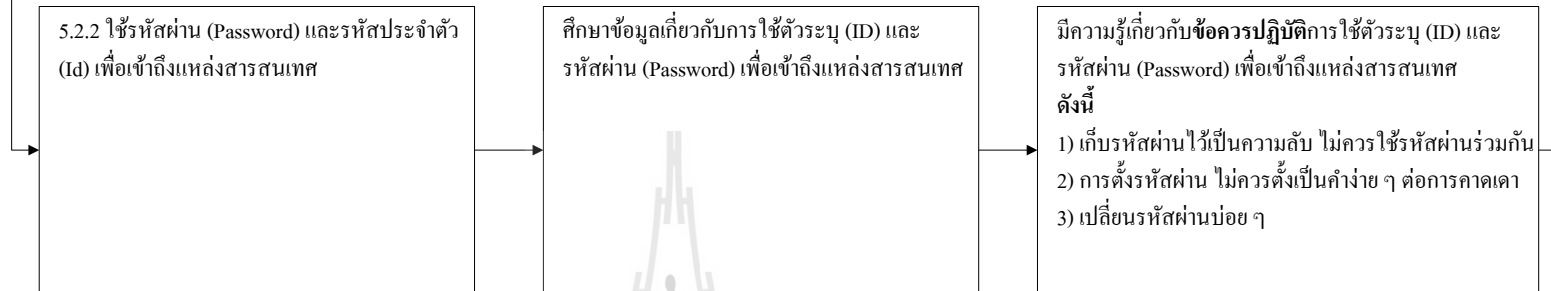 5.2.2 ใช้รหัสผ่าน (Password) และรหัสประจำตัว
(Id) เพื่อเข้าถึงแหล่งสารสนเทศ
ศึกษาข้อมูลเกี่ยวกับการใช้ตัวระบุ (ID) และ
รหัสผ่าน (Password) เพื่อเข้าถึงแหล่งสารสนเทศ
มีความรู้เกี่ยวกับข้อควรปฏิบัติการใช้ตัวระบุ (ID) และ
รหัสผ่าน (Password) เพื่อเข้าถึงแหล่งสารสนเทศ
ดังนี้
1) เก็บรหัสผ่านไว้เป็นความลับ ไม่ควรใช้รหัสผ่านร่วมกัน
2) การตั้งรหัสผ่าน ไม่ควรตั้งเป็นคำง่าย ๆ ต่อการคาดเดา
3) เปลี่ยนรหัสผ่านบ่อย ๆ